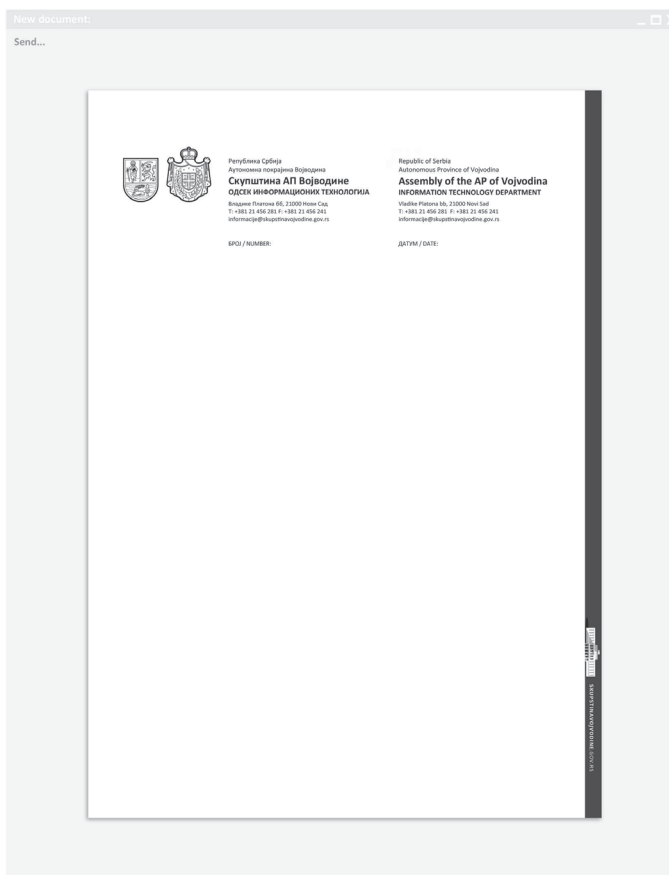 New document:
Send...
Република Србија
Аутономна покрајина Војводина
Скупштина АП Војводине
ОДСЕК ИНФОРМАЦИОНИХ ТЕХНОЛОГИЈА
Владике Платона бб, 21000 Нови Сад
T: +381 21 456 281 F: +381 21 456 241
informacije@skupstinavojvodine.gov.rs
БРОЈ / NUMBER:
Republic of Serbia
Autonomous Province of Vojvodina
Assembly of the AP of Vojvodina
INFORMATION TECHNOLOGY DEPARTMENT
Vladike Platona bb, 21000 Novi Sad
T: +381 21 456 281 F: +381 21 456 241
informacije@skupstinavojvodine.gov.rs
ДАТУМ / DATE:
SKUPSTINAVOJVODINE.GOV.RS